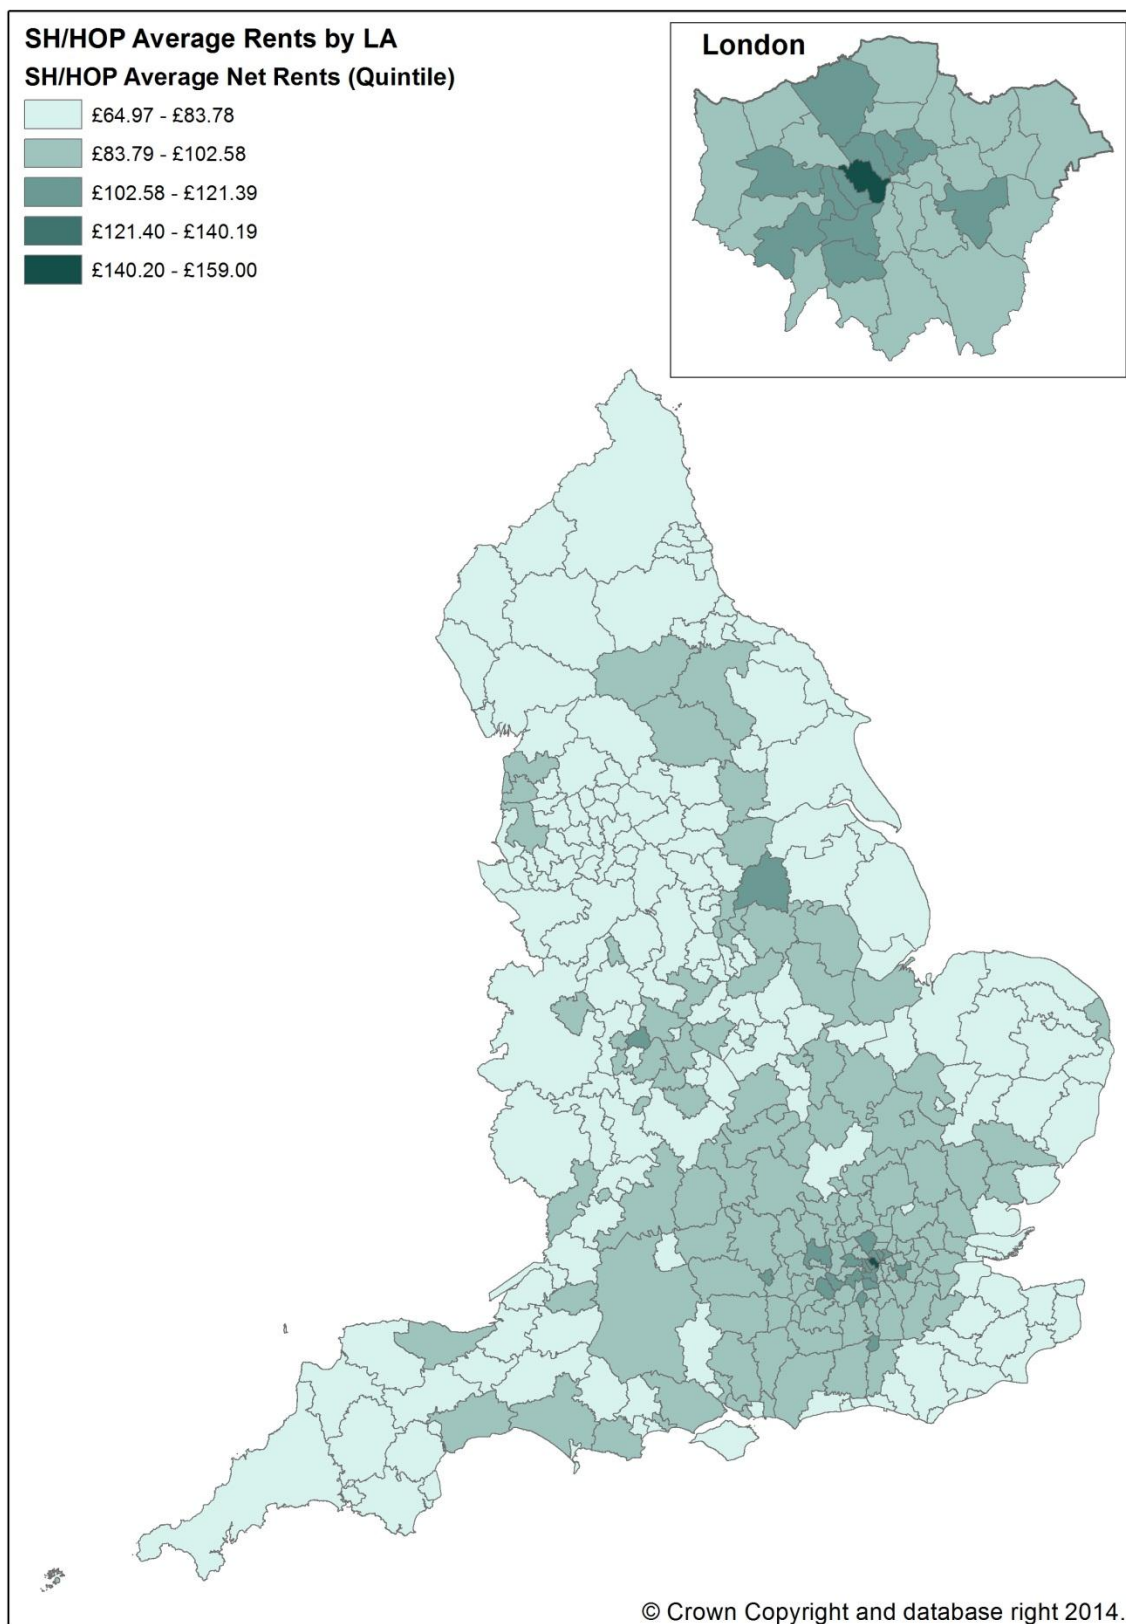 SH/HOP Average Rents by LA
SH/HOP Average Net Rents (Quintile)
£64.97 - £83.78
£83.79 - £102.58
£102.58 - £121.39
£121.40 - £140.19
£140.20 - £159.00
London
© Crown Copyright and database right 2014.